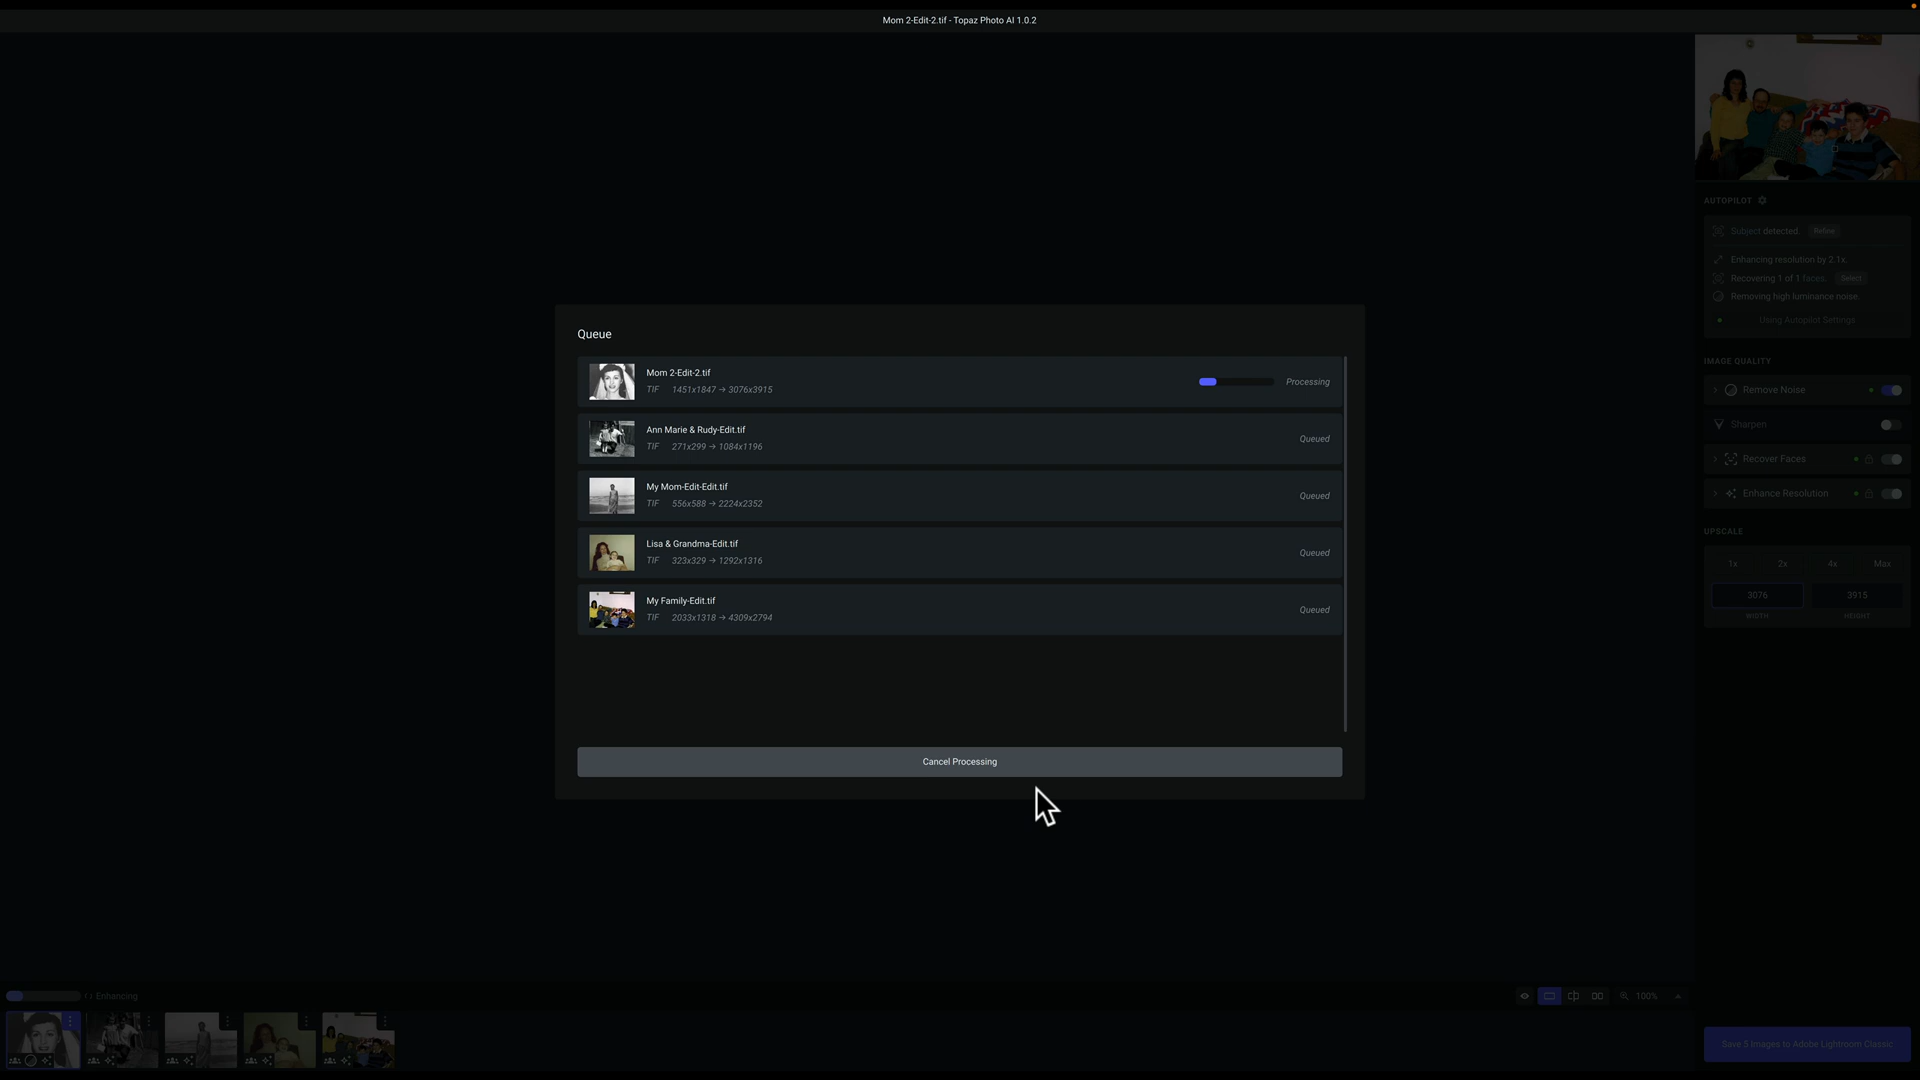 Mom 2-Edit-2.tif - Topaz Photo AI 1.0.2
AUTOPILOT
Subject detected. Refine
Enhancing resolution by 2.1x.
Recovering 1 of 1 faces. Select
Removing high luminance noise.
Using Autopilot Settings
IMAGE QUALITY
Remove Noise
Sharpen
Recover Faces
Enhance Resolution
UPSCALE
1x 2x 4x Max
3076 3915
WIDTH HEIGHT
Queue
Mom 2-Edit-2.tif
TIF 1451x1847 → 3076x3915
Processing
Ann Marie & Rudy-Edit.tif
TIF 271x299 → 1084x1196
Queued
My Mom-Edit-Edit.tif
TIF 556x588 → 2224x2352
Queued
Lisa & Grandma-Edit.tif
TIF 323x329 → 1292x1316
Queued
My Family-Edit.tif
TIF 2033x1318 → 4309x2794
Queued
Cancel Processing
Enhancing
100%
Save 5 Images to Adobe Lightroom Classic